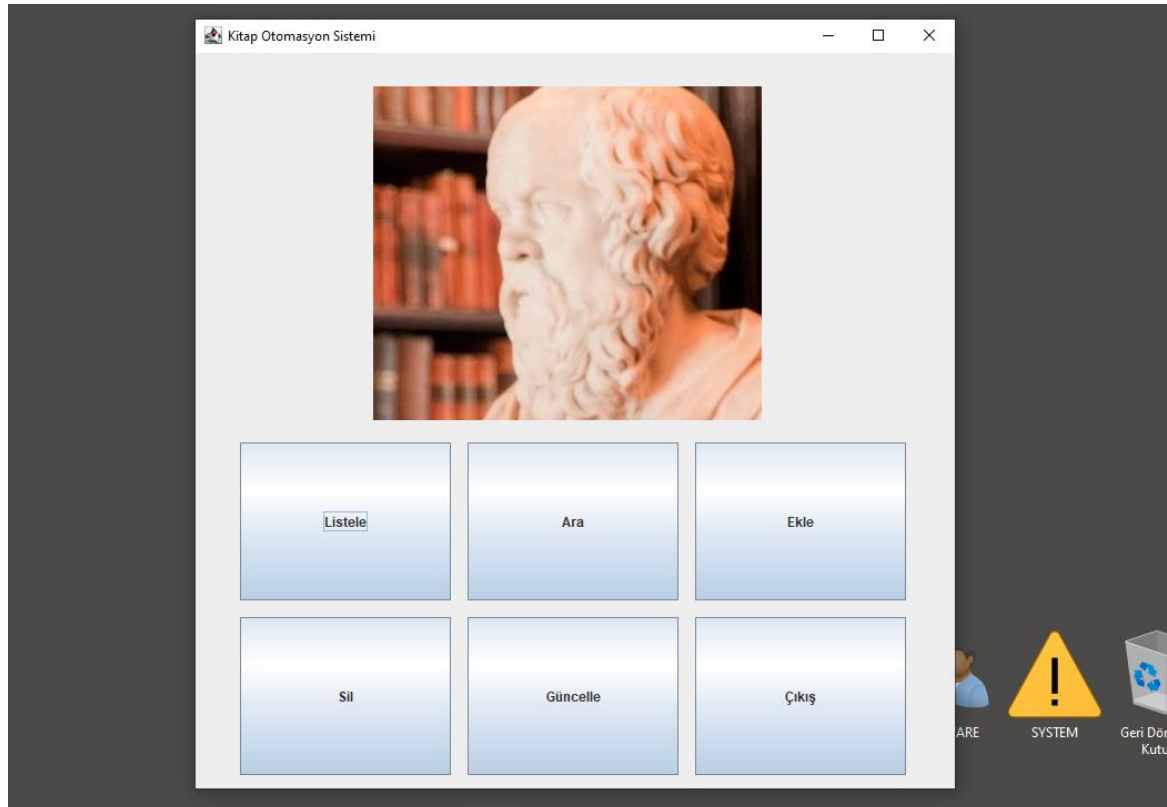 Kitap Otomasyon Sistemi
Listele
Ara
Ekle
Sil
Güncelle
Çıkış
ARE
SYSTEM
Geri Dön
Kutu